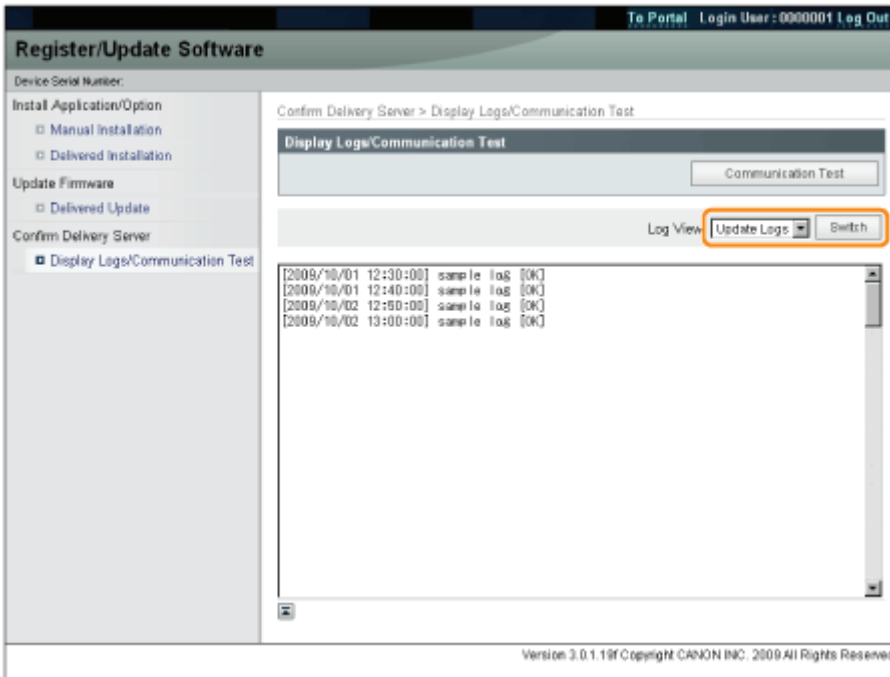 To Portal Login User : 0000001 Log Out
Register/Update Software
Device Serial Number:
Install Application/Option
Manual Installation
Delivered Installation
Update Firmware
Delivered Update
Confirm Delivery Server
Display Logs/Communication Test
Confirm Delivery Server > Display Logs/Communication Test
Display Logs/Communication Test
Communication Test
Log View Update Logs Switch
[2009/10/01 12:30:00] sample log [OK]
[2009/10/01 12:40:00] sample log [OK]
[2009/10/02 12:50:00] sample log [OK]
[2009/10/02 13:00:00] sample log [OK]
Version 3.0.1.19f Copyright CANON INC. 2009 All Rights Reserved